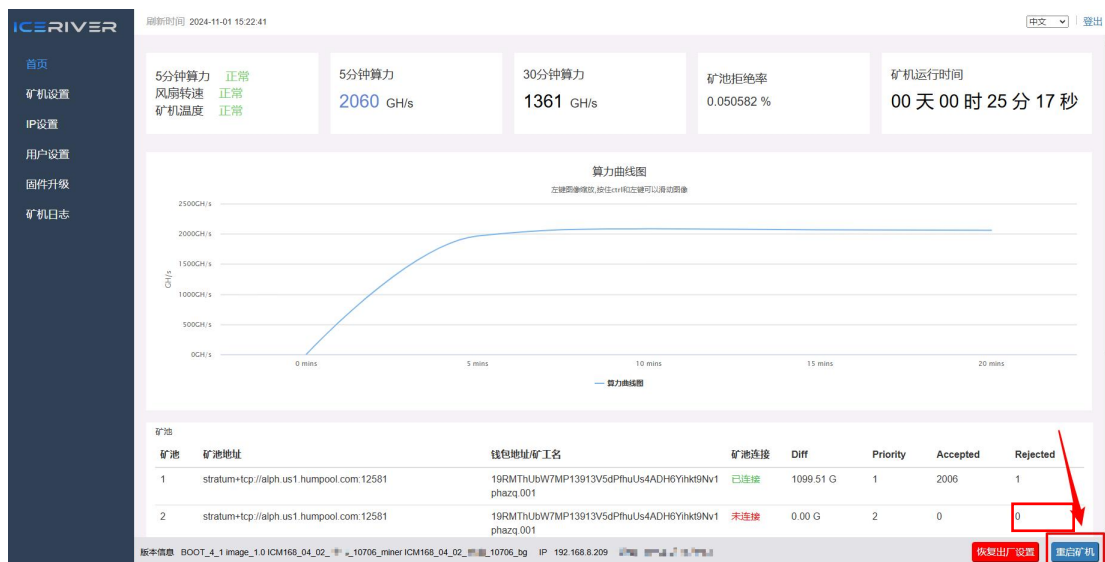 ICERIVER
刷新时间 2024-11-01 15:22:41
中文
登出
首页
矿机设置
IP设置
用户设置
固件升级
矿机日志
5分钟算力 正常
风扇转速 正常
矿机温度 正常
5分钟算力
2060 GH/s
30分钟算力
1361 GH/s
矿池拒绝率
0.050582 %
矿机运行时间
00 天 00 时 25 分 17 秒
算力曲线图
左键图像缩放,按住ctrl和左键可以滑动图像
2500GH/s
2000GH/s
1500GH/s
1000GH/s
500GH/s
0GH/s
GH/s
0 mins 5 mins 10 mins 15 mins 20 mins
算力曲线图
矿池
矿池 矿池地址 钱包地址/矿工名 矿池连接 Diff Priority Accepted Rejected
1 stratum+tcp://alph.us1.humpool.com:12581 19RMThUbW7MP13913V5dPfhuUs4ADH6Yihkt9Nv1 已连接 1099.51 G 1 2006 1
phazq.001
2 stratum+tcp://alph.us1.humpool.com:12581 19RMThUbW7MP13913V5dPfhuUs4ADH6Yihkt9Nv1 未连接 0.00 G 2 0 0
phazq.001
版本信息 BOOT_4_1 image_1.0 ICM168_04_02_ _10706_miner ICM168_04_02_ _10706_bg IP 192.168.8.209
恢复出厂设置 重启矿机